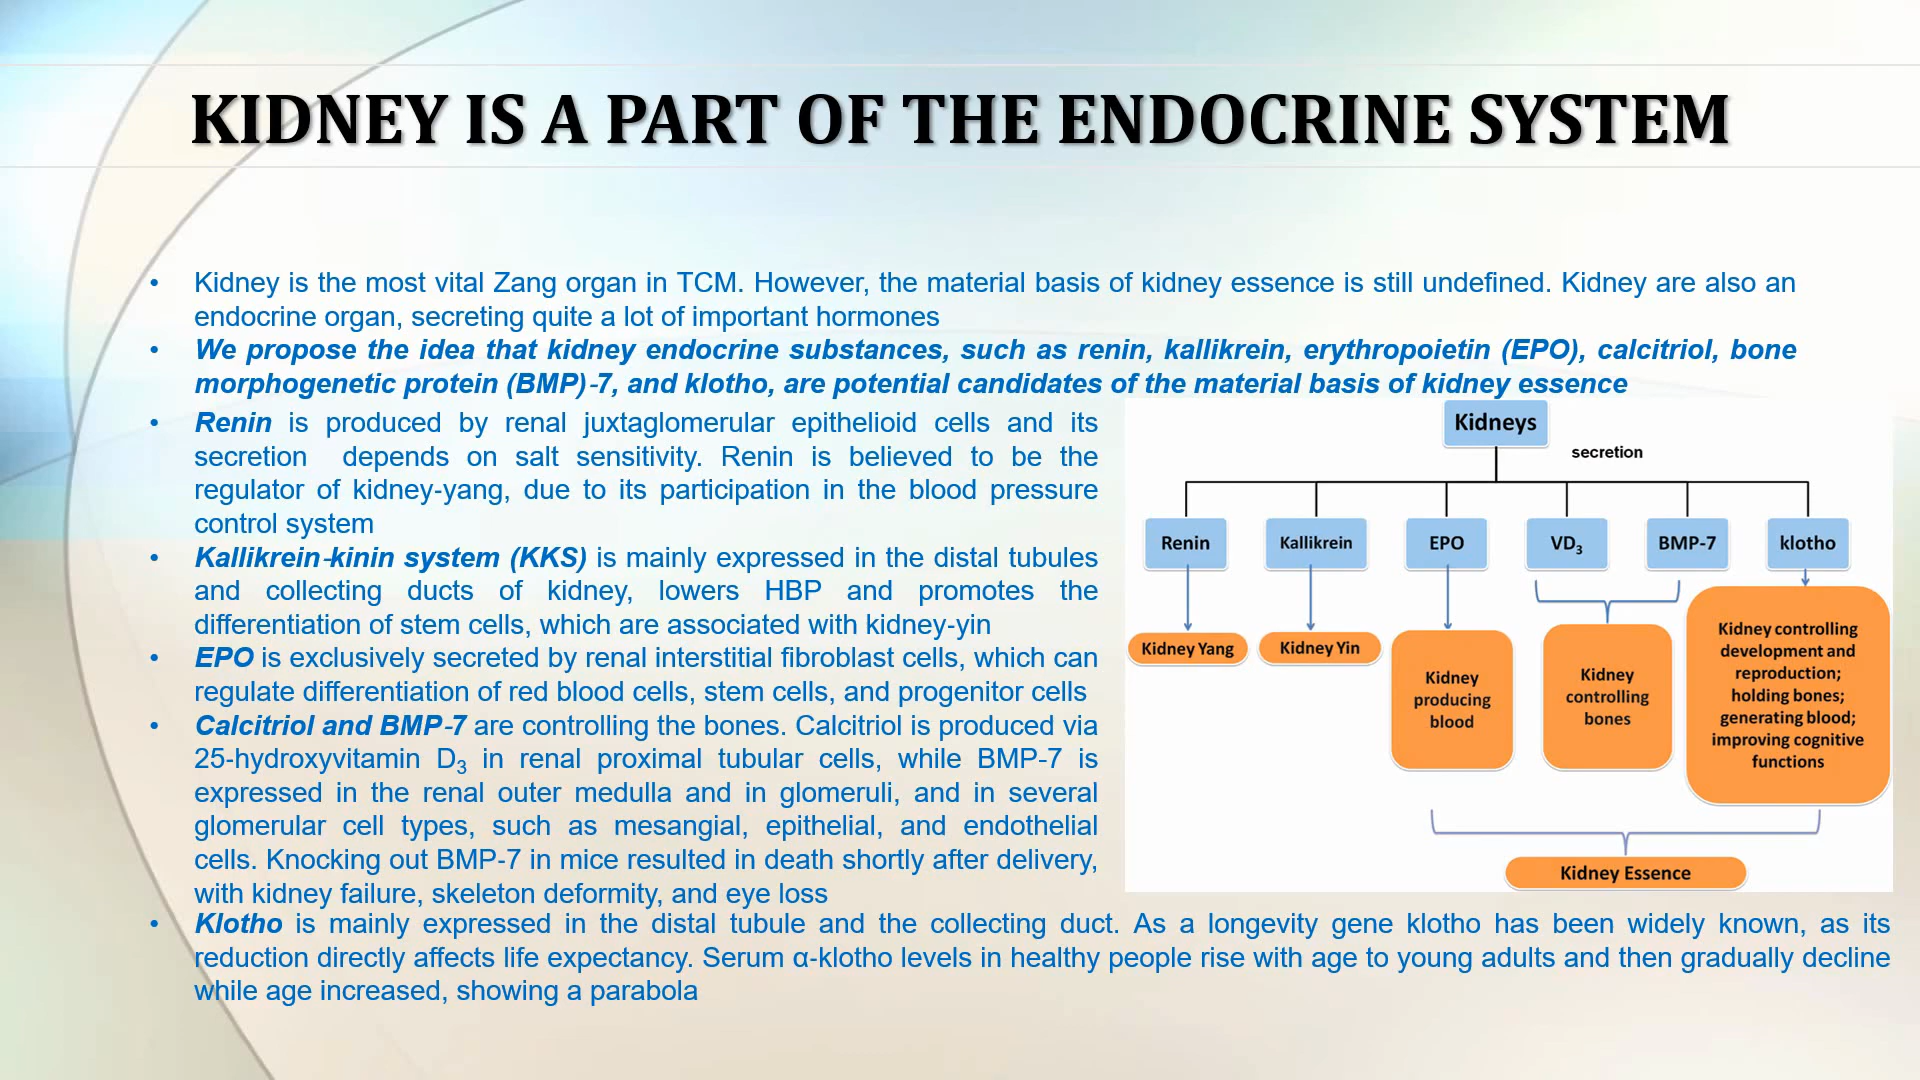 KIDNEY IS A PART OF THE ENDOCRINE SYSTEM
• Kidney is the most vital Zang organ in TCM. However, the material basis of kidney essence is still undefined. Kidney are also an
endocrine organ, secreting quite a lot of important hormones
• We propose the idea that kidney endocrine substances, such as renin, kallikrein, erythropoietin (EPO), calcitriol, bone
morphogenetic protein (BMP)-7, and klotho, are potential candidates of the material basis of kidney essence
• Renin is produced by renal juxtaglomerular epithelioid cells and its
secretion depends on salt sensitivity. Renin is believed to be the
regulator of kidney-yang, due to its participation in the blood pressure
control system
• Kallikrein-kinin system (KKS) is mainly expressed in the distal tubules
and collecting ducts of kidney, lowers HBP and promotes the
differentiation of stem cells, which are associated with kidney-yin
• EPO is exclusively secreted by renal interstitial fibroblast cells, which can
regulate differentiation of red blood cells, stem cells, and progenitor cells
• Calcitriol and BMP-7 are controlling the bones. Calcitriol is produced via
25-hydroxyvitamin D₃ in renal proximal tubular cells, while BMP-7 is
expressed in the renal outer medulla and in glomeruli, and in several
glomerular cell types, such as mesangial, epithelial, and endothelial
cells. Knocking out BMP-7 in mice resulted in death shortly after delivery,
with kidney failure, skeleton deformity, and eye loss
• Klotho is mainly expressed in the distal tubule and the collecting duct. As a longevity gene klotho has been widely known, as its
reduction directly affects life expectancy. Serum α-klotho levels in healthy people rise with age to young adults and then gradually decline
while age increased, showing a parabola
Kidneys
secretion
Renin
Kallikrein
EPO
VD₃
BMP-7
klotho
Kidney Yang
Kidney Yin
Kidney
producing
blood
Kidney
controlling
bones
Kidney controlling
development and
reproduction;
holding bones;
generating blood;
improving cognitive
functions
Kidney Essence